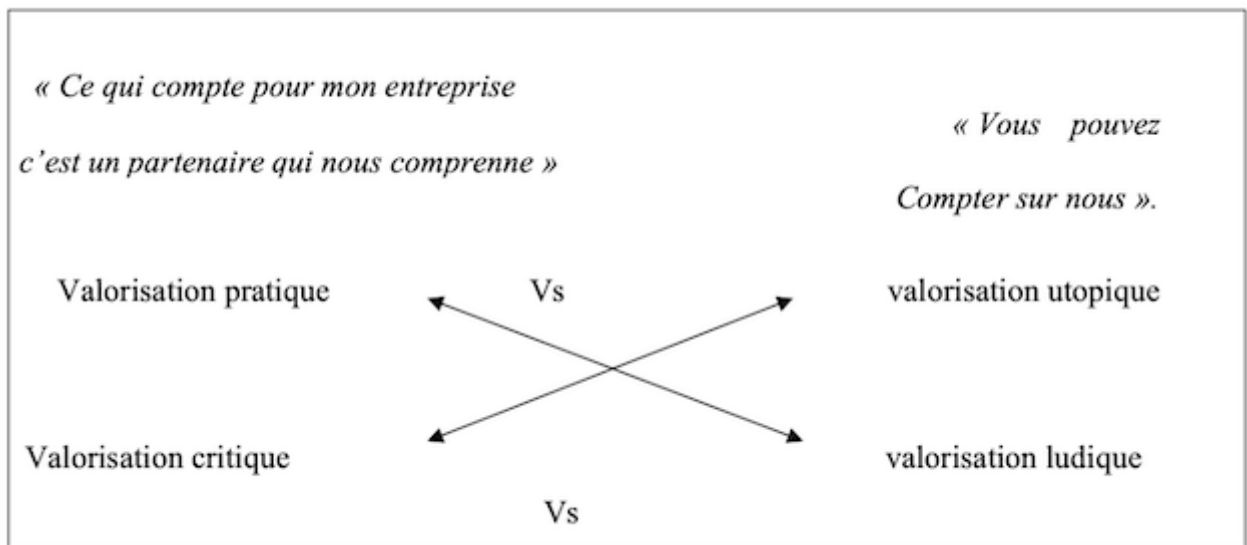 « Ce qui compte pour mon entreprise
c’est un partenaire qui nous comprenne »
« Vous pouvez
Compter sur nous ».
Valorisation pratique Vs valorisation utopique
Valorisation critique valorisation ludique
Vs